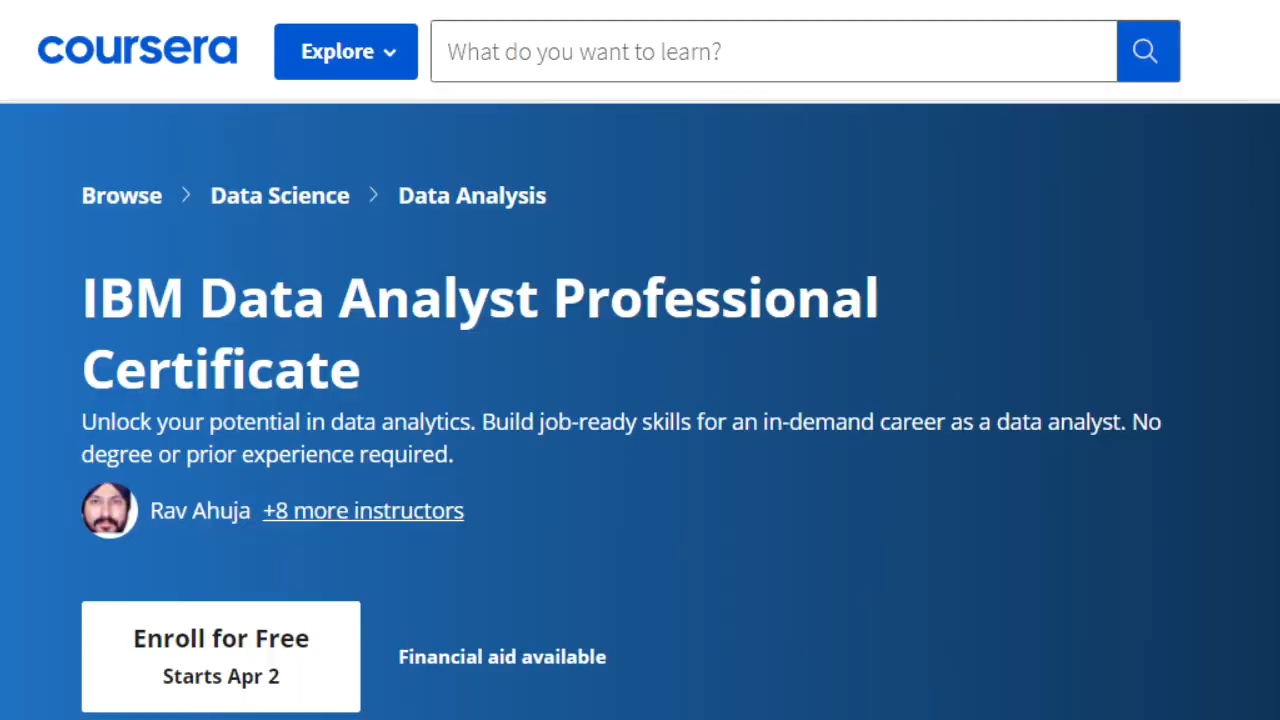 coursera
Explore
What do you want to learn?
Browse > Data Science > Data Analysis
IBM Data Analyst Professional
Certificate
Unlock your potential in data analytics. Build job-ready skills for an in-demand career as a data analyst. No
degree or prior experience required.
Rav Ahuja +8 more instructors
Enroll for Free
Starts Apr 2
Financial aid available